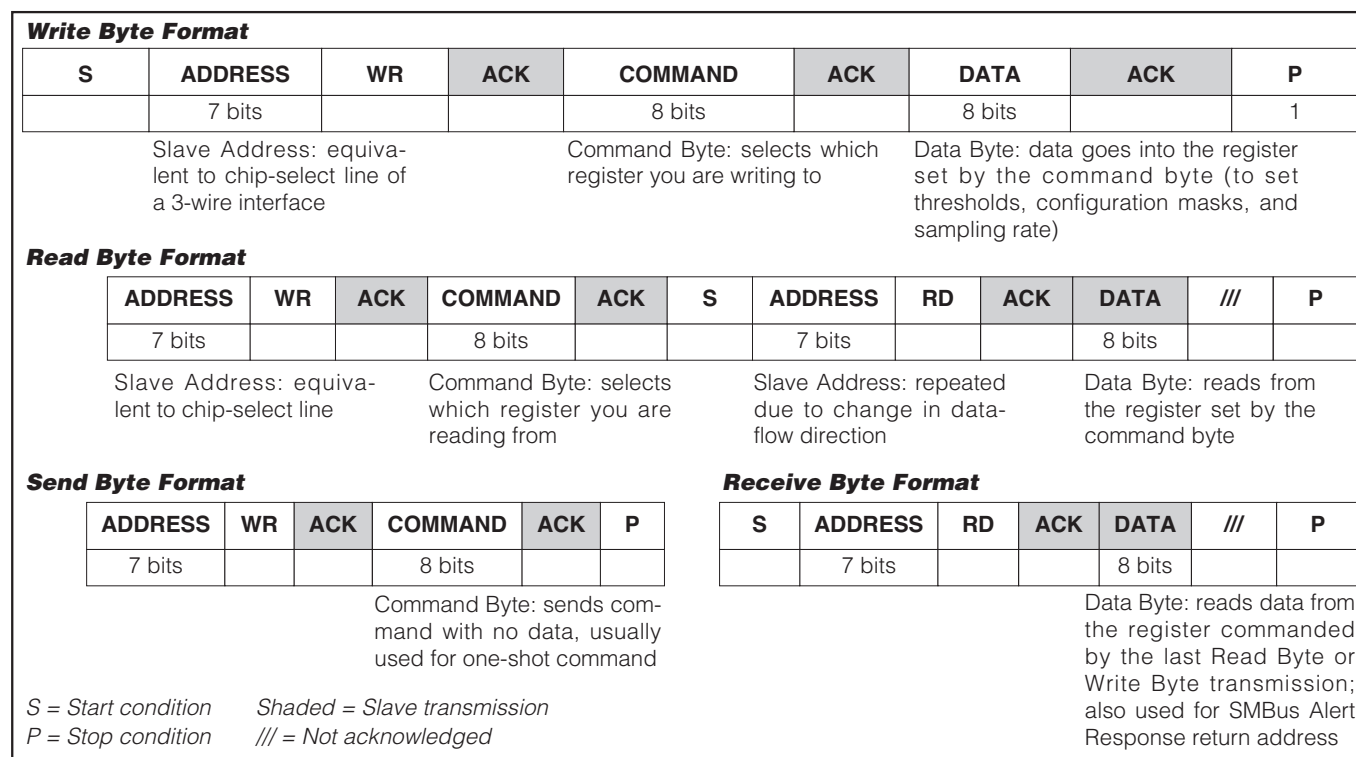 Write Byte Format
S ADDRESS WR ACK COMMAND ACK DATA ACK P
7 bits 8 bits 8 bits 1
Slave Address: equiva-
lent to chip-select line of
a 3-wire interface
Command Byte: selects which
register you are writing to
Data Byte: data goes into the register
set by the command byte (to set
thresholds, configuration masks, and
sampling rate)
Read Byte Format
ADDRESS WR ACK COMMAND ACK S ADDRESS RD ACK DATA /// P
7 bits 8 bits 7 bits 8 bits
Slave Address: equiva-
lent to chip-select line
Command Byte: selects
which register you are
reading from
Slave Address: repeated
due to change in data-
flow direction
Data Byte: reads from
the register set by the
command byte
Send Byte Format
ADDRESS WR ACK COMMAND ACK P
7 bits 8 bits
Command Byte: sends com-
mand with no data, usually
used for one-shot command
Receive Byte Format
S ADDRESS RD ACK DATA /// P
7 bits 8 bits
Data Byte: reads data from
the register commanded
by the last Read Byte or
Write Byte transmission;
also used for SMBus Alert
Response return address
S = Start condition Shaded = Slave transmission
P = Stop condition /// = Not acknowledged